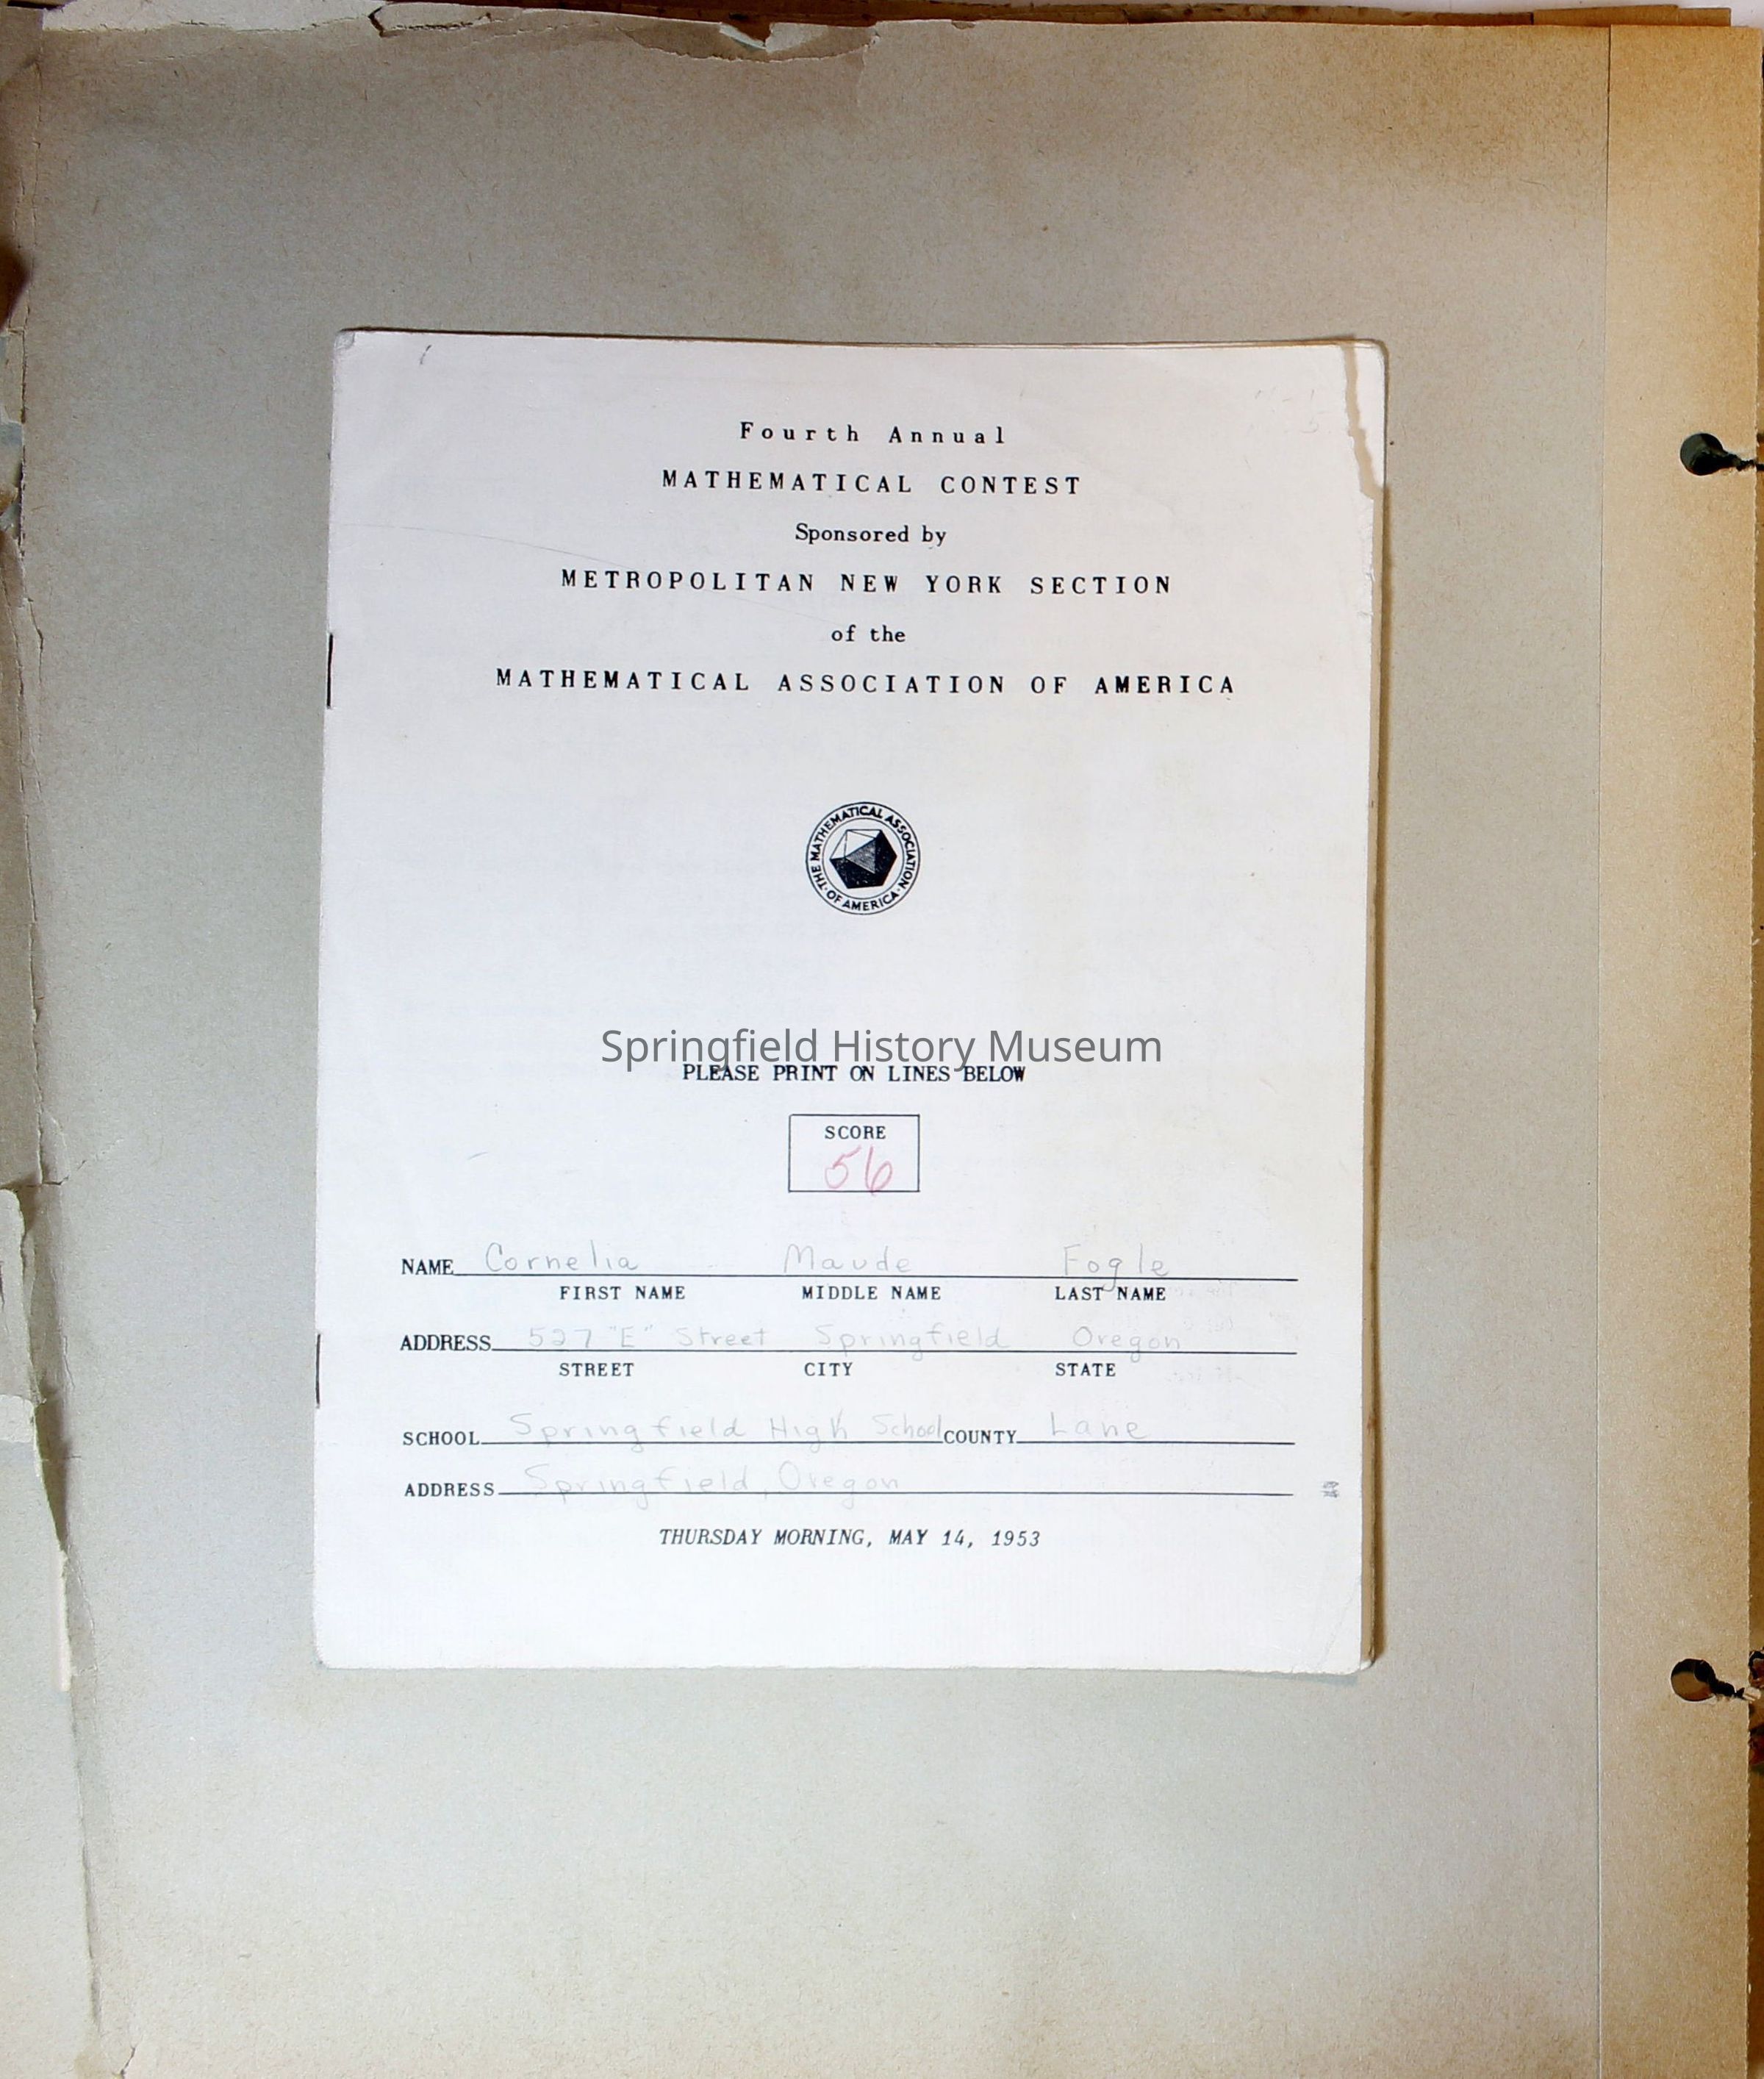 Fourth Annual
MATHEMATICAL CONTEST
Sponsored by
METROPOLITAN NEW YORK SECTION
of the
MATHEMATICAL ASSOCIATION OF AMERICA
THE MATHEMATICAL ASSOCIATION · OF AMERICA ·
Springfield History Museum
PLEASE PRINT ON LINES BELOW
SCORE
56
NAME Cornelia Maude Fogle
FIRST NAME MIDDLE NAME LAST NAME
ADDRESS 527 "E" Street Springfield Oregon
STREET CITY STATE
SCHOOL Springfield High School COUNTY Lane
ADDRESS Springfield, Oregon
THURSDAY MORNING, MAY 14, 1953